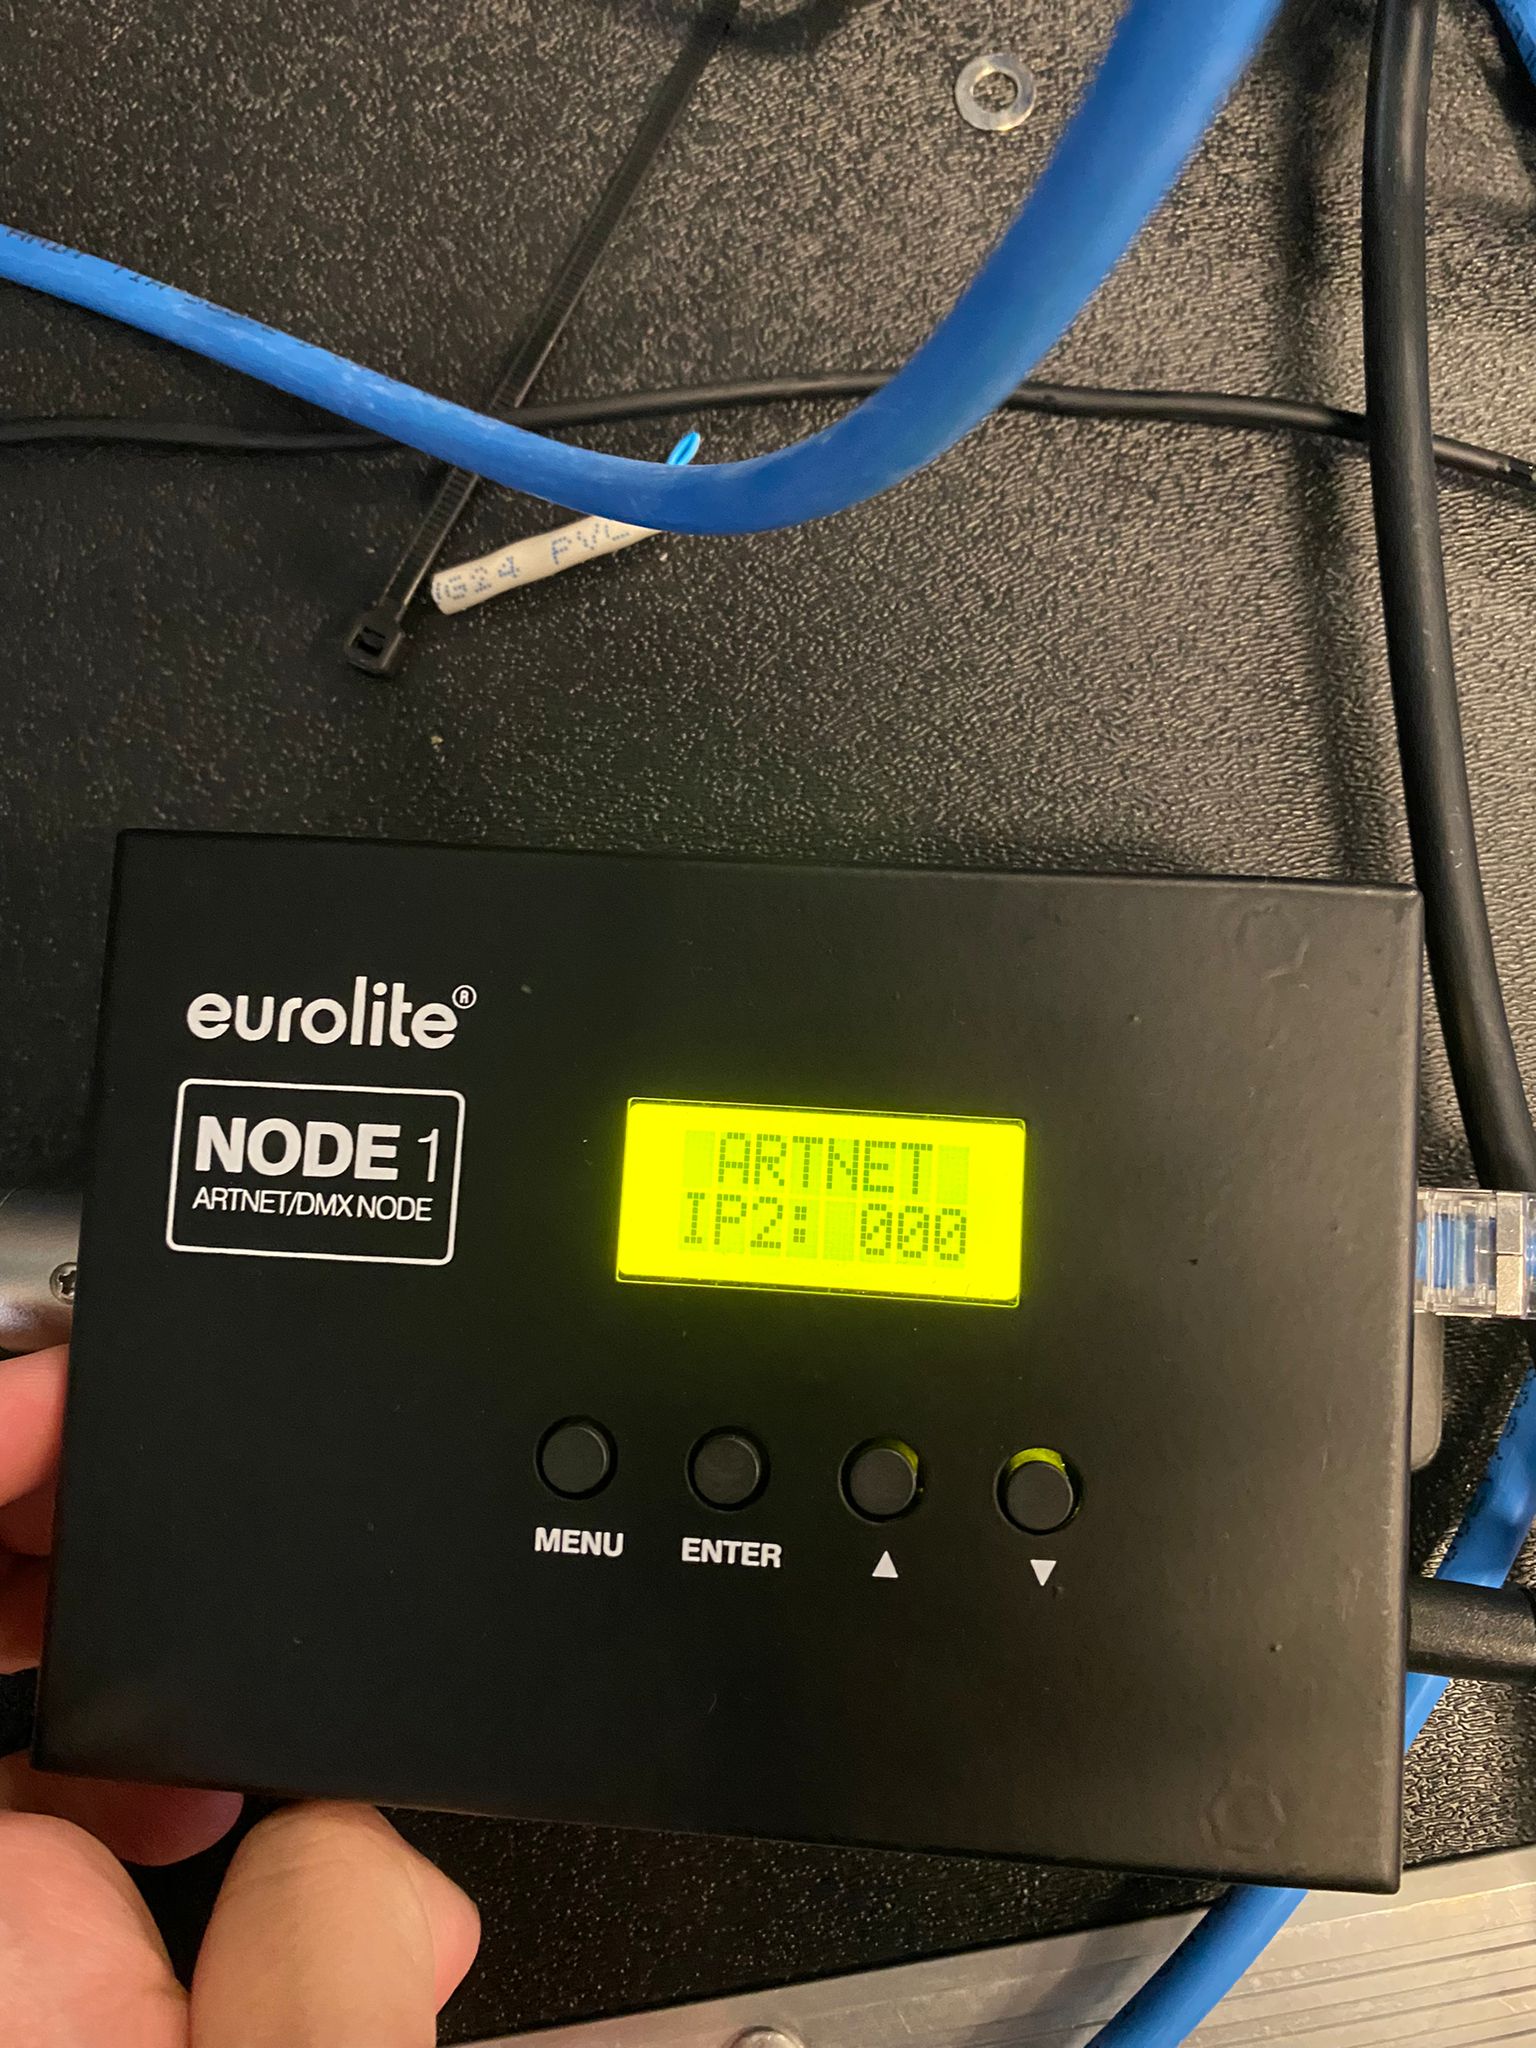 G24 PVC
eurolite®
NODE 1
ARTNET/DMX NODE
ARTNET
IP2: 000
MENU
ENTER
▲
▼